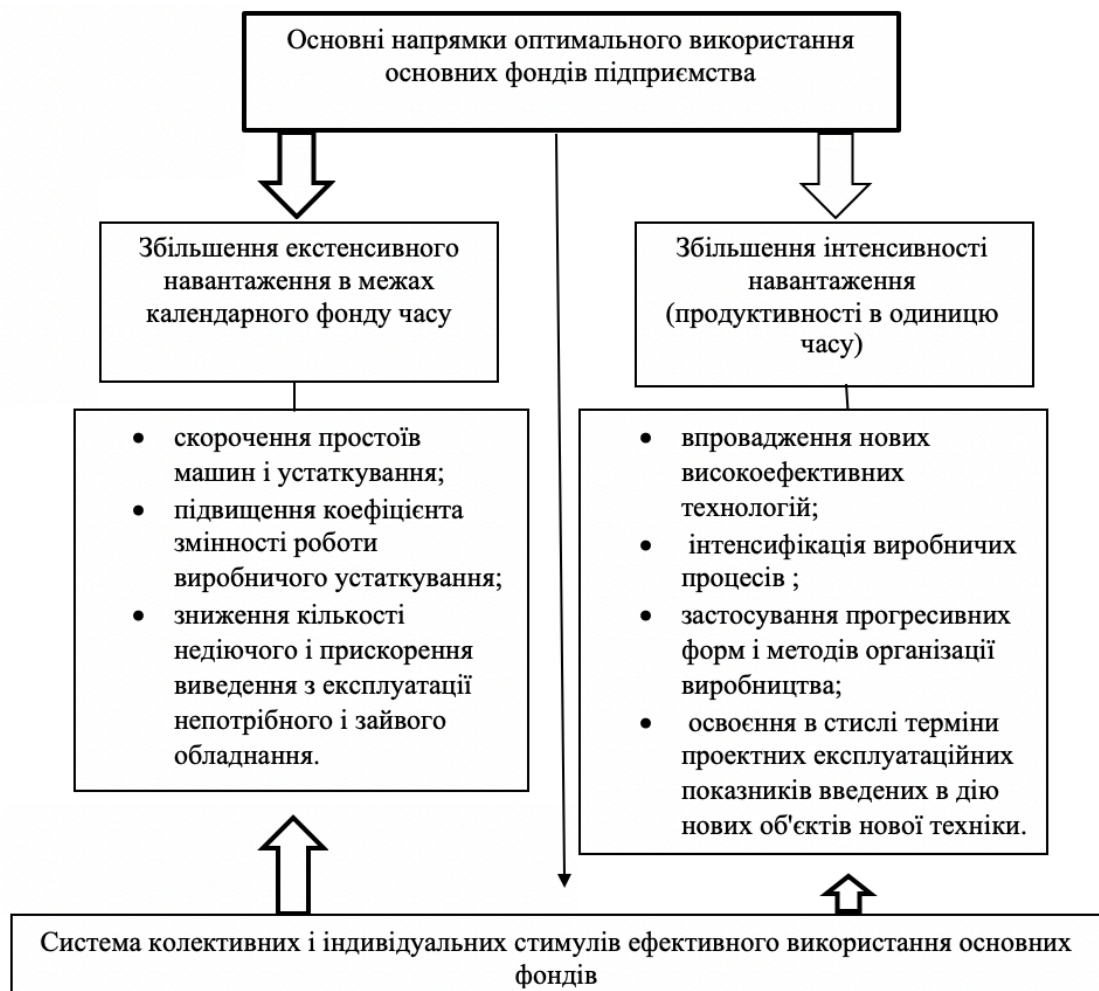 Основні напрямки оптимального використання
основних фондів підприємства
Збільшення екстенсивного
навантаження в межах
календарного фонду часу
Збільшення інтенсивності
навантаження
(продуктивності в одиницю
часу)
• скорочення простоїв
машин і устаткування;
• підвищення коефіцієнта
змінності роботи
виробничого устаткування;
• зниження кількості
недіючого і прискорення
виведення з експлуатації
непотрібного і зайвого
обладнання.
• впровадження нових
високоефективних
технологій;
• інтенсифікація виробничих
процесів ;
• застосування прогресивних
форм і методів організації
виробництва;
• освоєння в стислі терміни
проектних експлуатаційних
показників введених в дію
нових об'єктів нової техніки.
Система колективних і індивідуальних стимулів ефективного використання основних
фондів